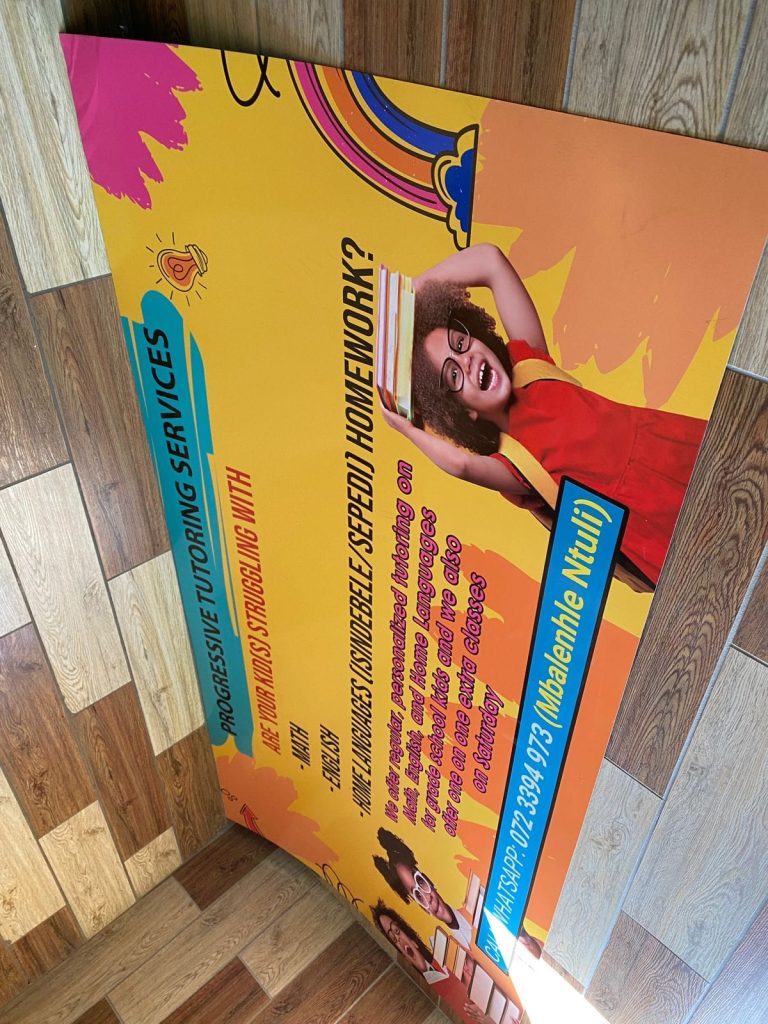 PROGRESSIVE TUTORING SERVICES
ARE YOUR KID(S) STRUGGLING WITH
-MATH
-ENGLISH
-HOME LANGUAGES (ISINDEBELE/SEPEDI) HOMEWORK?
We offer regular, personalized tutoring on
Math, English, and Home Languages
for grade school kids and we also
offer one on one extra classes
on Saturday
CALL/WHATSAPP: 072 3394 973 (Mbalenhle Ntuli)